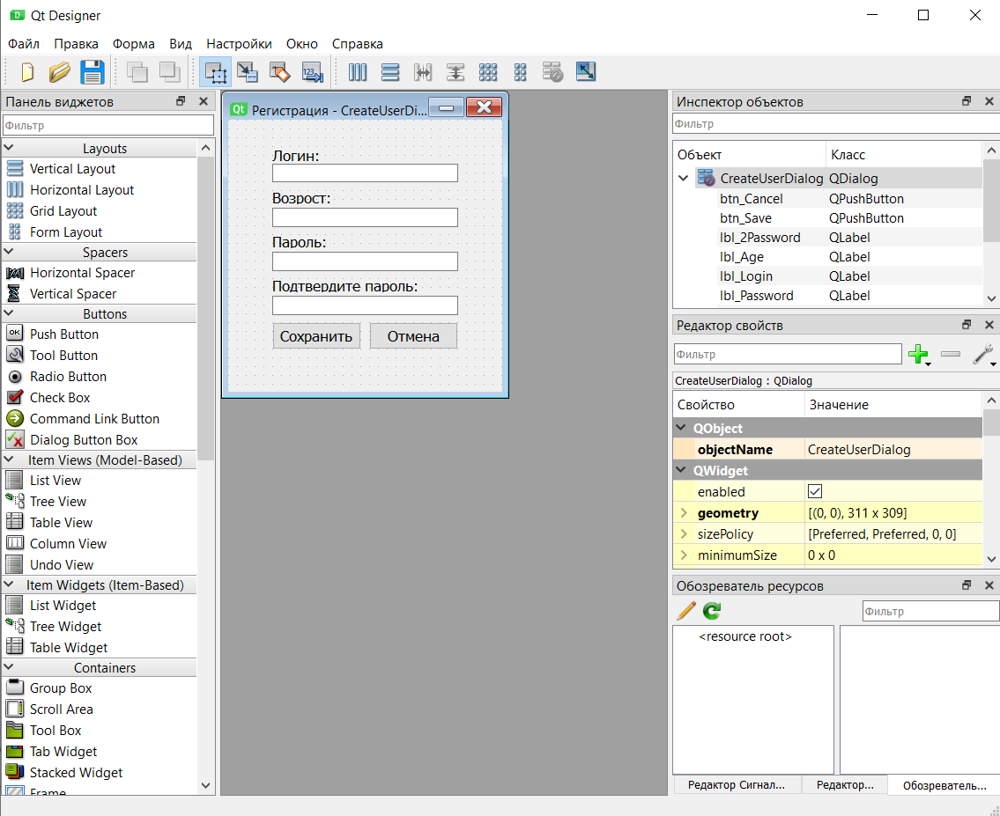 Qt Designer
Файл Правка Форма Вид Настройки Окно Справка
Панель виджетов
Фильтр
Layouts
Vertical Layout
Horizontal Layout
Grid Layout
Form Layout
Spacers
Horizontal Spacer
Vertical Spacer
Buttons
OK Push Button
Tool Button
Radio Button
Check Box
Command Link Button
Dialog Button Box
Item Views (Model-Based)
List View
Tree View
Table View
Column View
Undo View
Item Widgets (Item-Based)
List Widget
Tree Widget
Table Widget
Containers
Group Box
Scroll Area
Tool Box
Tab Widget
Stacked Widget
Frame
Qt Регистрация - CreateUserDi...
Логин:
Возрост:
Пароль:
Подтвердите пароль:
Сохранить Отмена
Инспектор объектов
Фильтр
Объект Класс
CreateUserDialog QDialog
btn_Cancel QPushButton
btn_Save QPushButton
lbl_2Password QLabel
lbl_Age QLabel
lbl_Login QLabel
lbl_Password QLabel
Редактор свойств
Фильтр
CreateUserDialog : QDialog
Свойство Значение
QObject
objectName CreateUserDialog
QWidget
enabled
geometry [(0, 0), 311 x 309]
sizePolicy [Preferred, Preferred, 0, 0]
minimumSize 0 x 0
Обозреватель ресурсов
Фильтр
<resource root>
Редактор Сигнал... Редактор... Обозреватель...